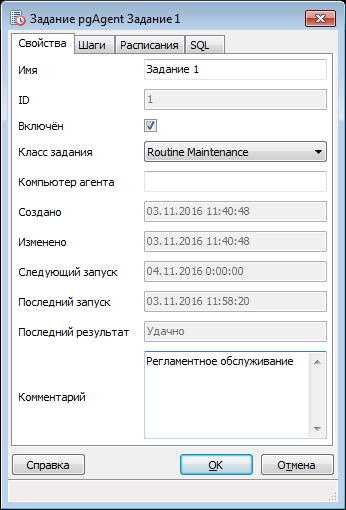 Задание pgAgent Задание 1
Свойства Шаги Расписания SQL
Имя Задание 1
ID 1
Включён
Класс задания Routine Maintenance
Компьютер агента
Создано 03.11.2016 11:40:48
Изменено 03.11.2016 11:40:48
Следующий запуск 04.11.2016 0:00:00
Последний запуск 03.11.2016 11:58:20
Последний результат Удачно
Регламентное обслуживание
Комментарий
Справка OK Отмена